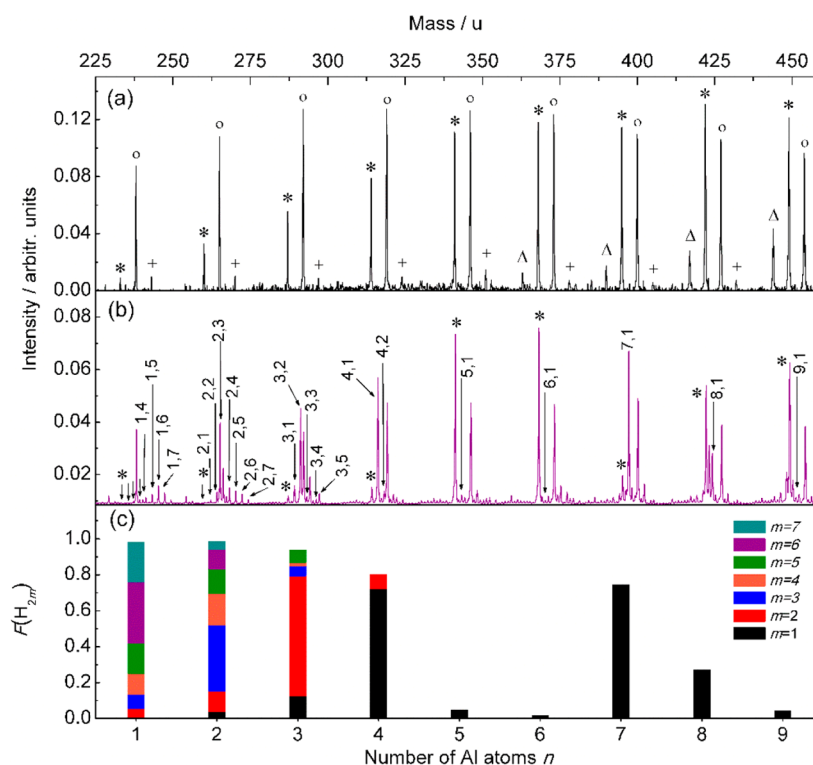 Mass / u
225 250 275 300 325 350 375 400 425 450
(a)
0.12
0.08
0.04
0.00
* o + * o + * o + * o + * o + Δ * o + Δ * o + Δ * o + Δ * o
Intensity / arbitr. units
(b)
0.08
0.06
0.04
0.02
* 1,4 1,5 1,6 1,7
* 2,1 2,2 2,3 2,4 2,5 2,6 2,7
* 3,1 3,2 3,3 3,4 3,5
* 4,1 4,2
* 5,1
* 6,1
* 7,1
* 8,1
* 9,1
(c)
F(H2m)
1.0
0.8
0.6
0.4
0.2
0.0
m=7
m=6
m=5
m=4
m=3
m=2
m=1
1 2 3 4 5 6 7 8 9
Number of Al atoms n